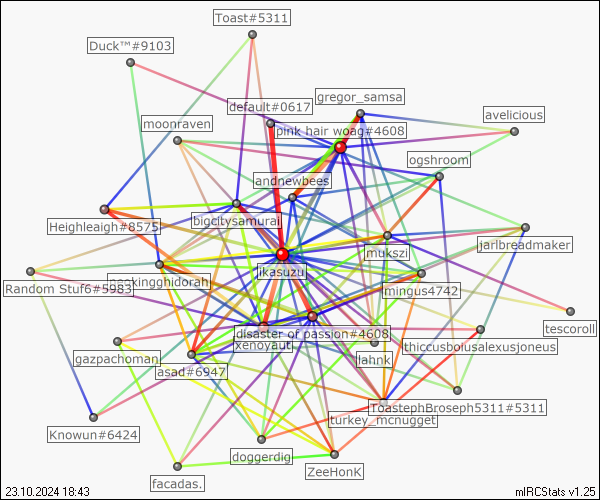 Toast#5311
Duck™#9103
gregor_samsa
default#0617
avelicious
moonraven
pink hair woag#4608
ogshroom
andnewbees
bigcitysamurai
Heighleaigh#8575
mukszi
jarlbreadmaker
ikasuzu
kingghidorah
Random Stuf6#5983
mingus4742
tescoroll
disaster of passion#4608
xenoyaut
thiccusbolusalexusjoneus
gazpachoman
lahnk
asad#6947
ToastephBroseph5311#5311
turkey_mcnugget
Knowun#6424
doggerdig
ZeeHonK
facadas.
23.10.2024 18:43
mIRCStats v1.25